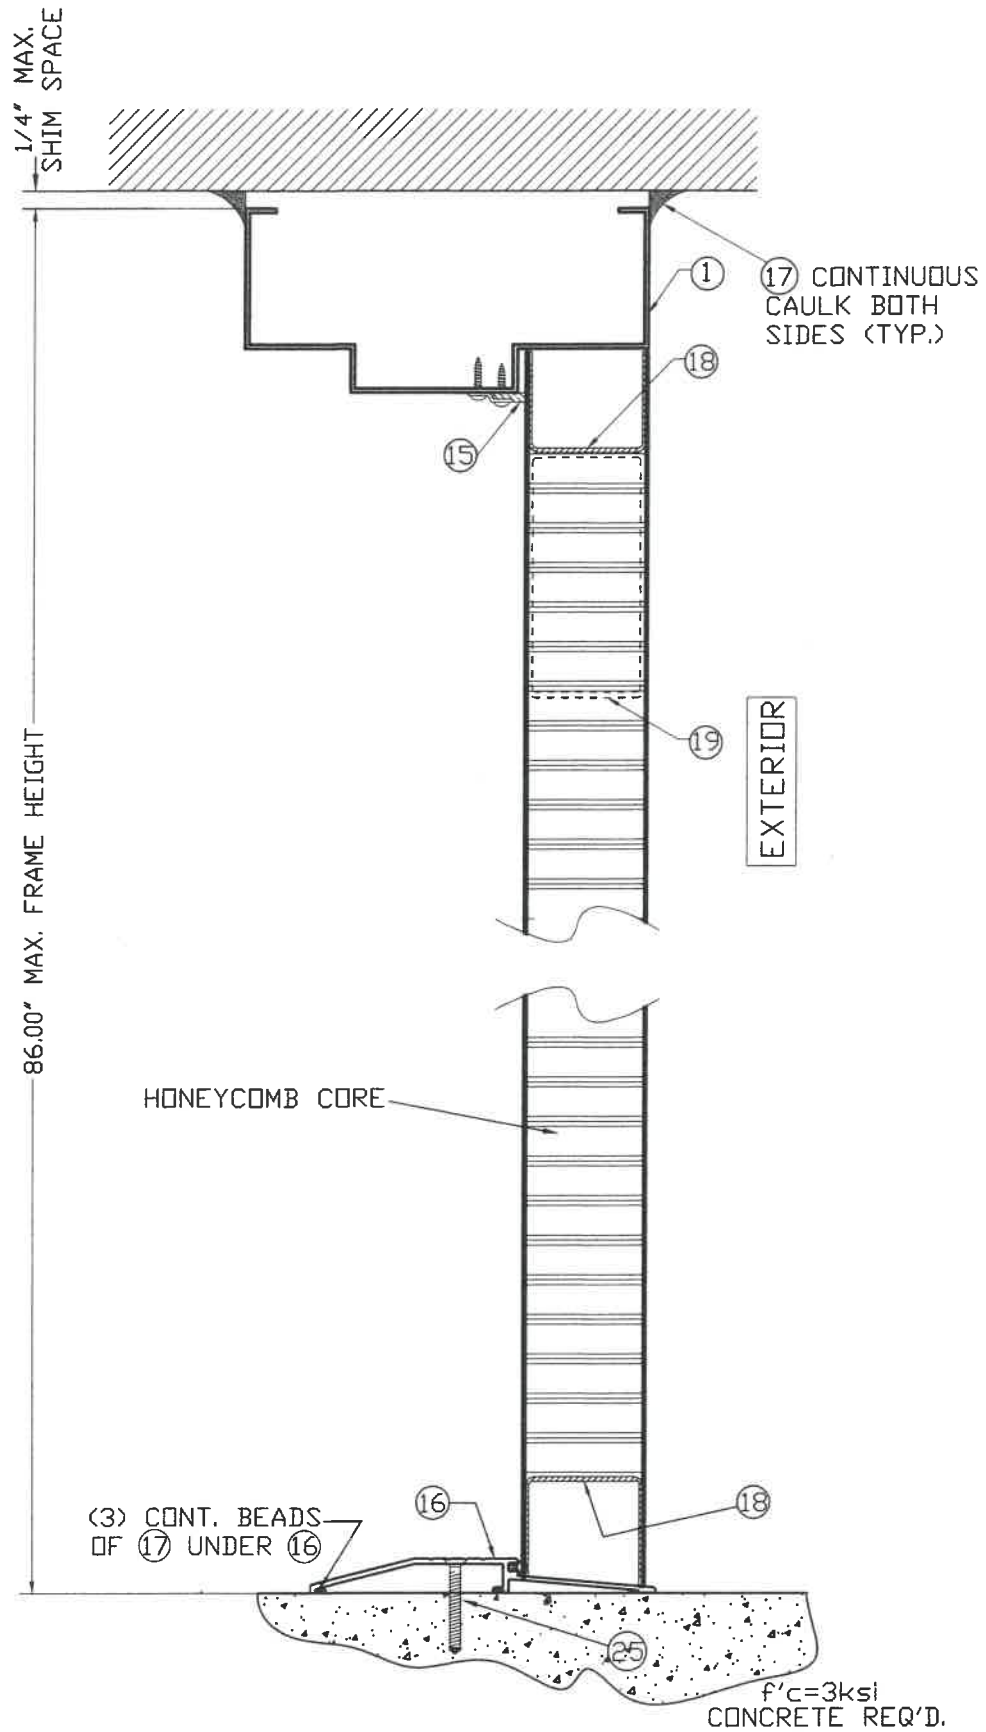 1/4" MAX.
SHIM SPACE
1
17 CONTINUOUS
CAULK BOTH
SIDES (TYP.)
18
15
19
EXTERIOR
86.00" MAX. FRAME HEIGHT
HONEYCOMB CORE
(3) CONT. BEADS
OF 17 UNDER 16
16
18
25
f'c=3ksi
CONCRETE REQ'D.